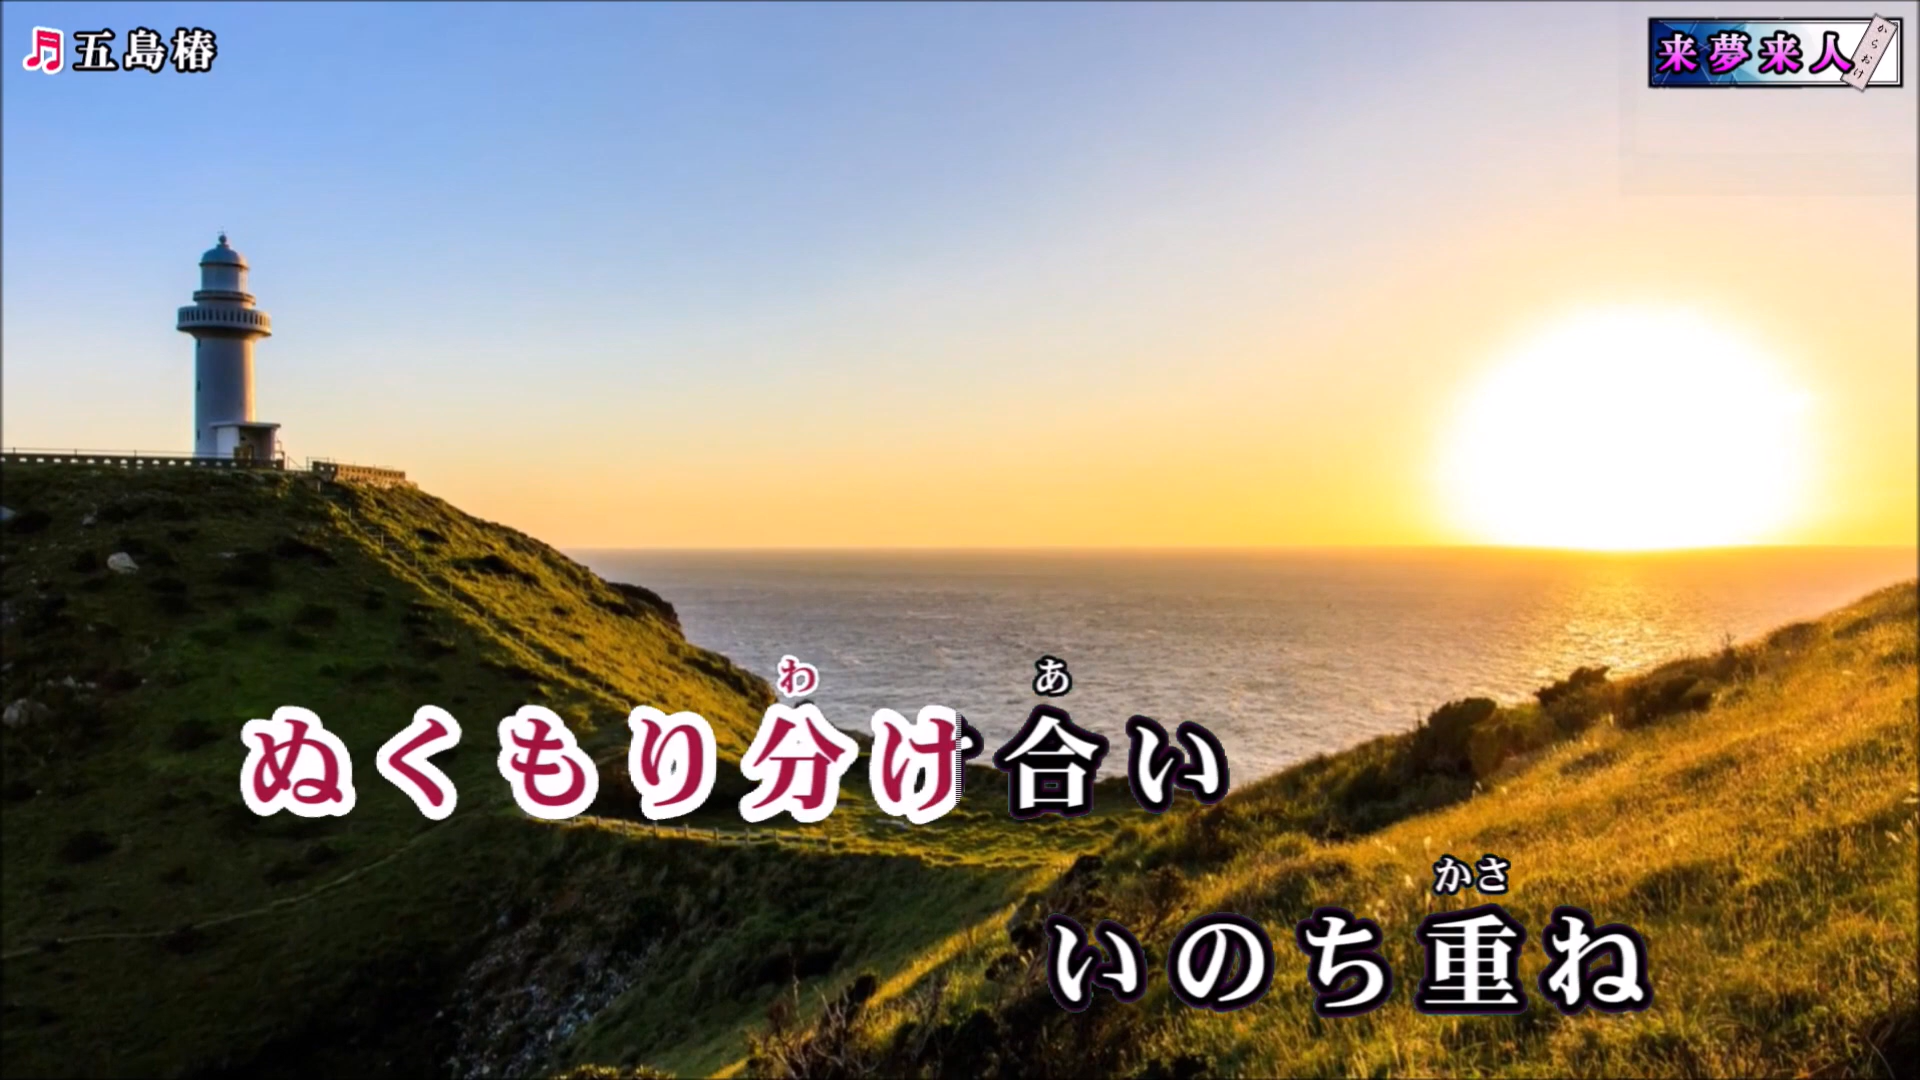 五島椿
来夢来人
からおけ
わ あ
ぬくもり分け合い
かさ
いのち重ね